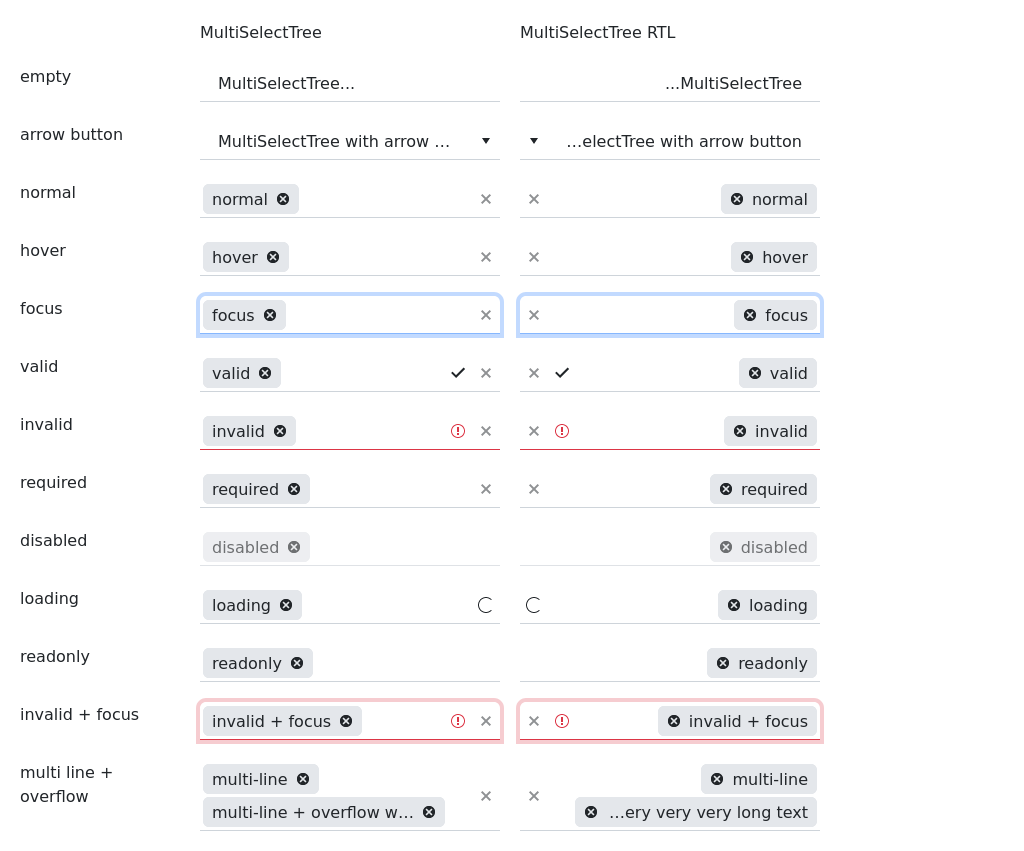 MultiSelectTree MultiSelectTree RTL
empty MultiSelectTree... ...MultiSelectTree
arrow button MultiSelectTree with arrow ... ...electTree with arrow button
normal normal normal
hover hover hover
focus focus focus
valid valid valid
invalid invalid invalid
required required required
disabled disabled disabled
loading loading loading
readonly readonly readonly
invalid + focus invalid + focus invalid + focus
multi line + multi-line multi-line
overflow multi-line + overflow w... ...ery very very long text